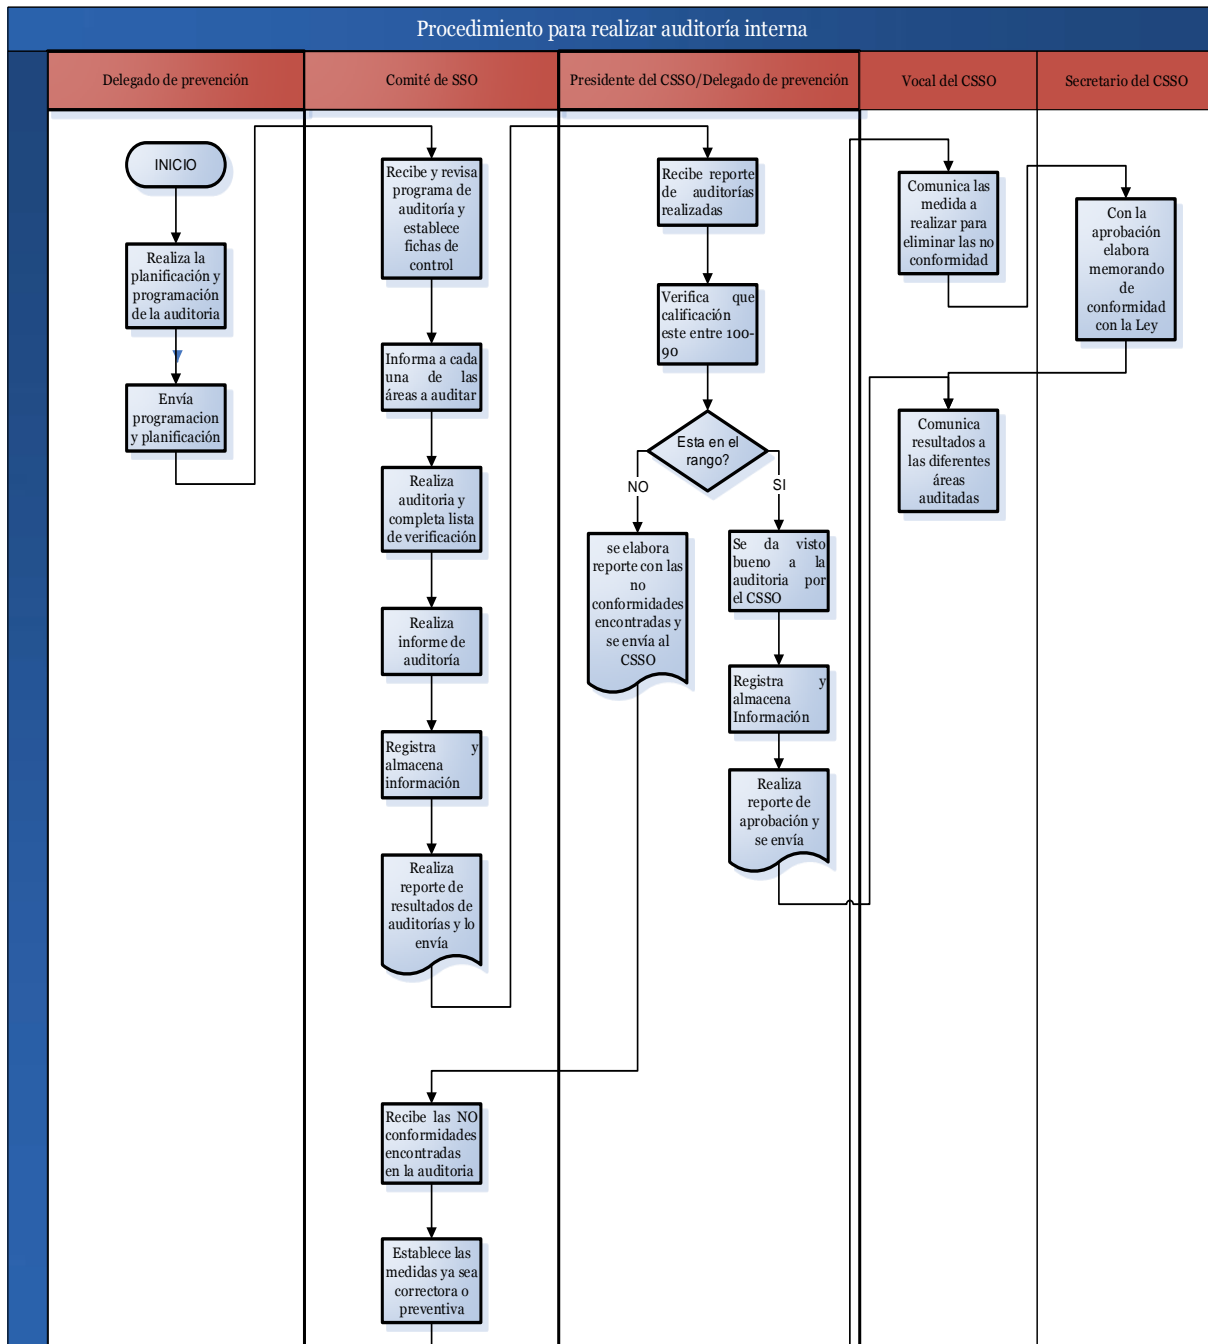 Procedimiento para realizar auditoría interna
Delegado de prevención
Comité de SSO
Presidente del CSSO/Delegado de prevención
Vocal del CSSO
Secretario del CSSO
INICIO
Realiza la
planificación y
programación
de la auditoria
Envía
programacion
y planificación
Recibe y revisa
programa de
auditoría y
establece
fichas de
control
Informa a cada
una de las
áreas a auditar
Realiza
auditoria y
completa lista
de verificación
Realiza
informe de
auditoría
Registra y
almacena
información
Realiza
reporte de
resultados de
auditorías y lo
envía
Recibe las NO
conformidades
encontradas
en la auditoria
Establece las
medidas ya sea
correctora o
preventiva
Recibe reporte
de auditorías
realizadas
Verifica que
calificación
este entre 100-
90
Esta en el
rango?
NO
SI
se elabora
reporte con las
no
conformidades
encontradas y
se envía al
CSSO
Se da visto
bueno a la
auditoria por
el CSSO
Registra y
almacena
Información
Realiza
reporte de
aprobación y
se envía
Comunica las
medida a
realizar para
eliminar las no
conformidad
Comunica
resultados a
las diferentes
áreas
auditadas
Con la
aprobación
elabora
memorando
de
conformidad
con la Ley